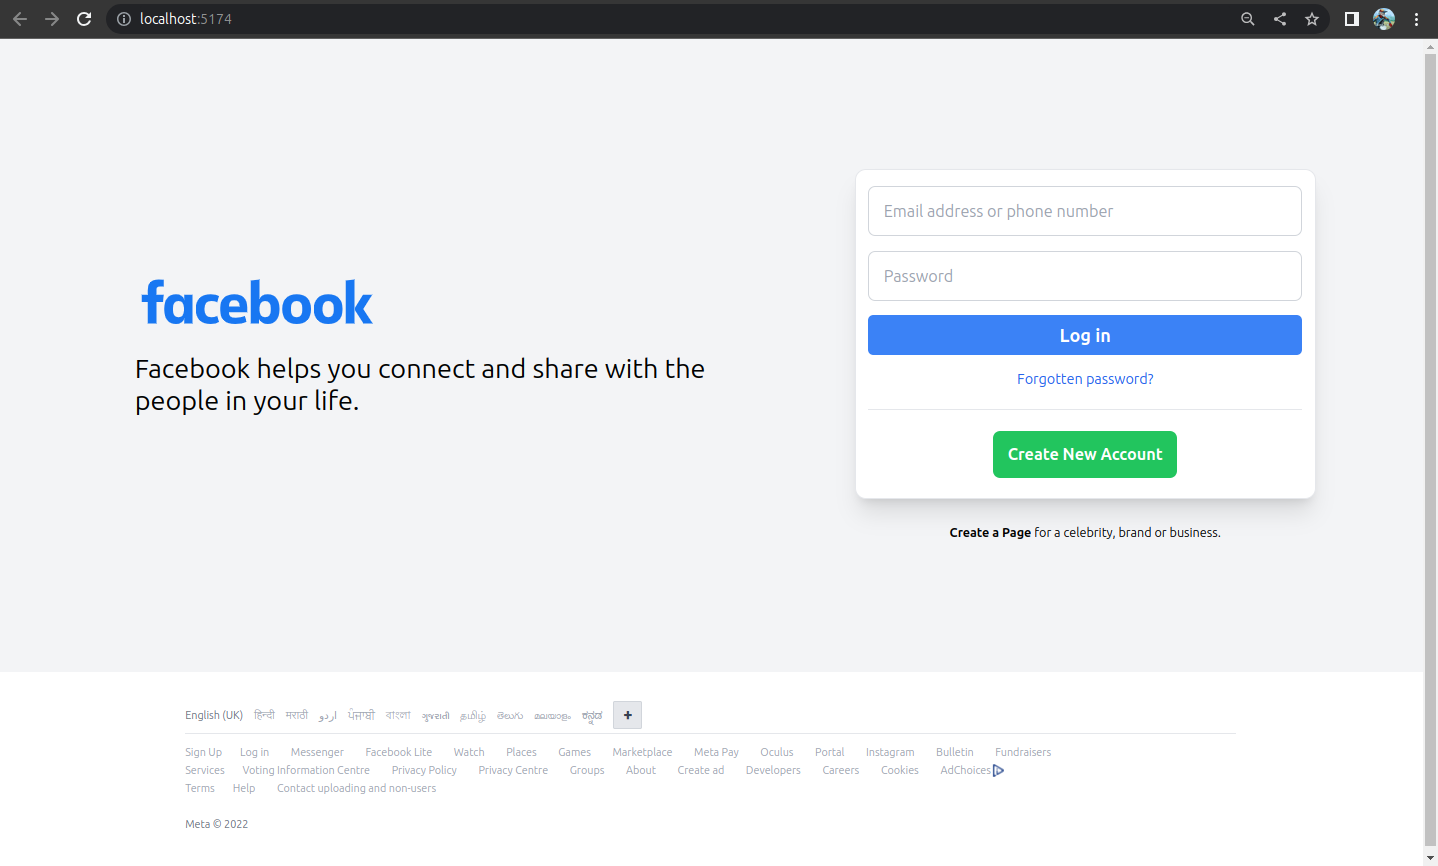 localhost:5174
Email address or phone number
Password
Log in
Forgotten password?
Create New Account
Create a Page for a celebrity, brand or business.
facebook
Facebook helps you connect and share with the
people in your life.
English (UK) हिन्दी मराठी اردو ਪੰਜਾਬੀ বাংলা ગુજરાતી தமிழ் తెలుగు മലയാളം ಕನ್ನಡ +
Sign Up Log in Messenger Facebook Lite Watch Places Games Marketplace Meta Pay Oculus Portal Instagram Bulletin Fundraisers
Services Voting Information Centre Privacy Policy Privacy Centre Groups About Create ad Developers Careers Cookies AdChoices
Terms Help Contact uploading and non-users
Meta © 2022